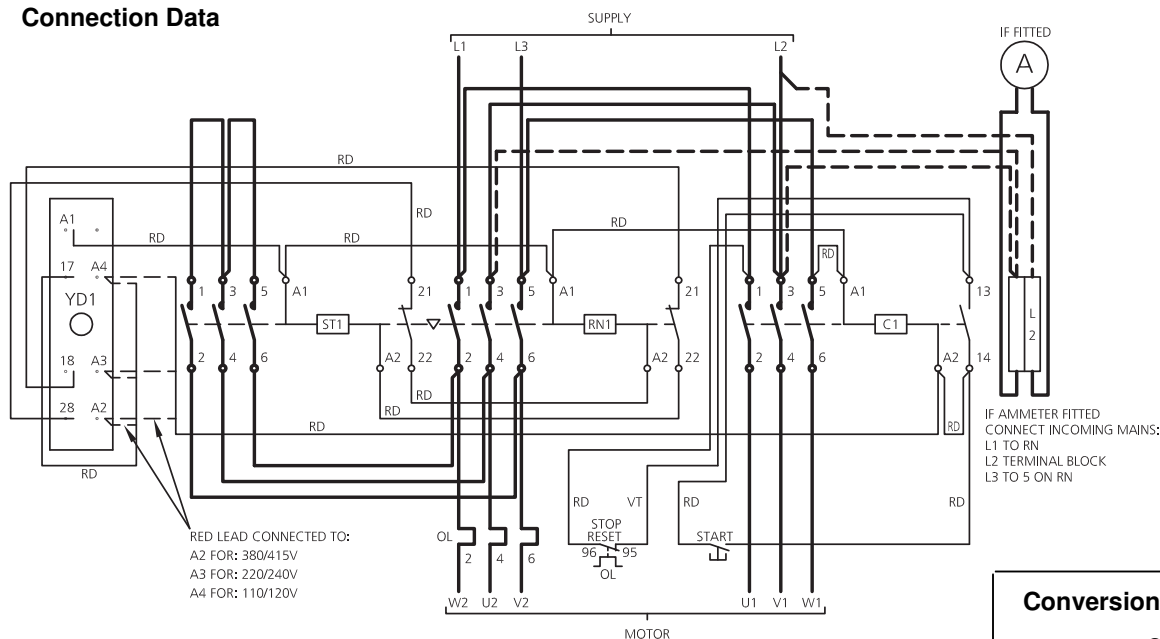 Connection Data
SUPPLY
L1 L3 L2
IF FITTED
A
RD
RD
A1
RD
RD
RD
RD
17 A4
YD1
18 A3
28 A2
1 3 5 A1
21
1 3 5 A1
21
1 3 5 A1
13
ST1
RN1
C1
L
2
2 4 6
A2 22
2 4 6
A2 22
2 4 6
A2 14
RD
RD
RD
RD
RD
IF AMMETER FITTED
CONNECT INCOMING MAINS:
L1 TO RN
L2 TERMINAL BLOCK
L3 TO 5 ON RN
RD VT RD RD
STOP
RESET
96 95
OL
START
RED LEAD CONNECTED TO:
A2 FOR: 380/415V
A3 FOR: 220/240V
A4 FOR: 110/120V
OL
2 4 6
W2 U2 V2 U1 V1 W1
MOTOR
Conversion